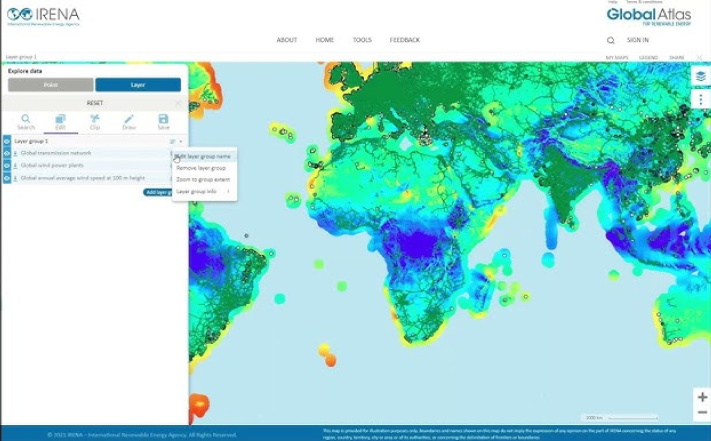 Help Terms & conditions
IRENA
International Renewable Energy Agency
Global Atlas
FOR RENEWABLE ENERGY
ABOUT HOME TOOLS FEEDBACK
SIGN IN
Layer group 1
MY MAPS LEGEND SHARE
Explore data
Point Layer
RESET
Search Edit Clip Draw Save
Layer group 1
Global transmission network
Edit layer group name
Global wind power plants
Remove layer group
Global annual average wind speed at 100 m height
Zoom to group extent
Add layer
Layer group info
© 2021 IRENA - International Renewable Energy Agency. All Rights Reserved.
This map is provided for illustration purposes only. Boundaries and names shown on this map do not imply the expression of any opinion on the part of IRENA concerning the status of any
region, country, territory, city or area or of its authorities, or concerning the delimitation of frontiers or boundaries.